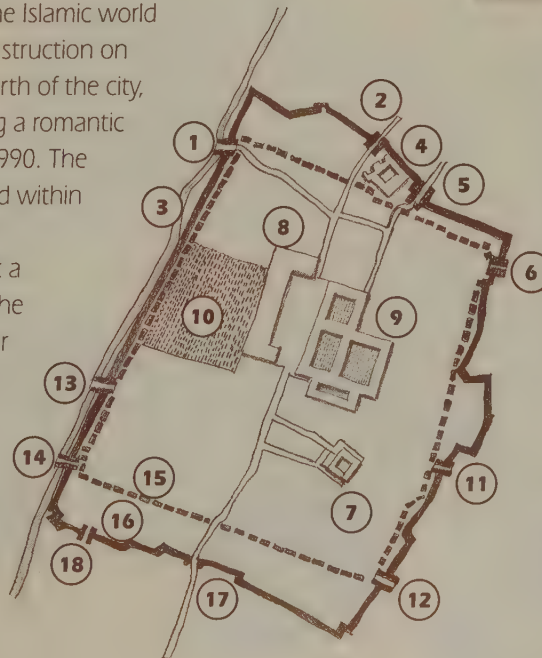 he Islamic world
struction on
rth of the city,
g a romantic
1990. The
d within
t a
he
r
2
1
4
5
3
8
6
10
9
13
14
15
11
16
7
18
17
12